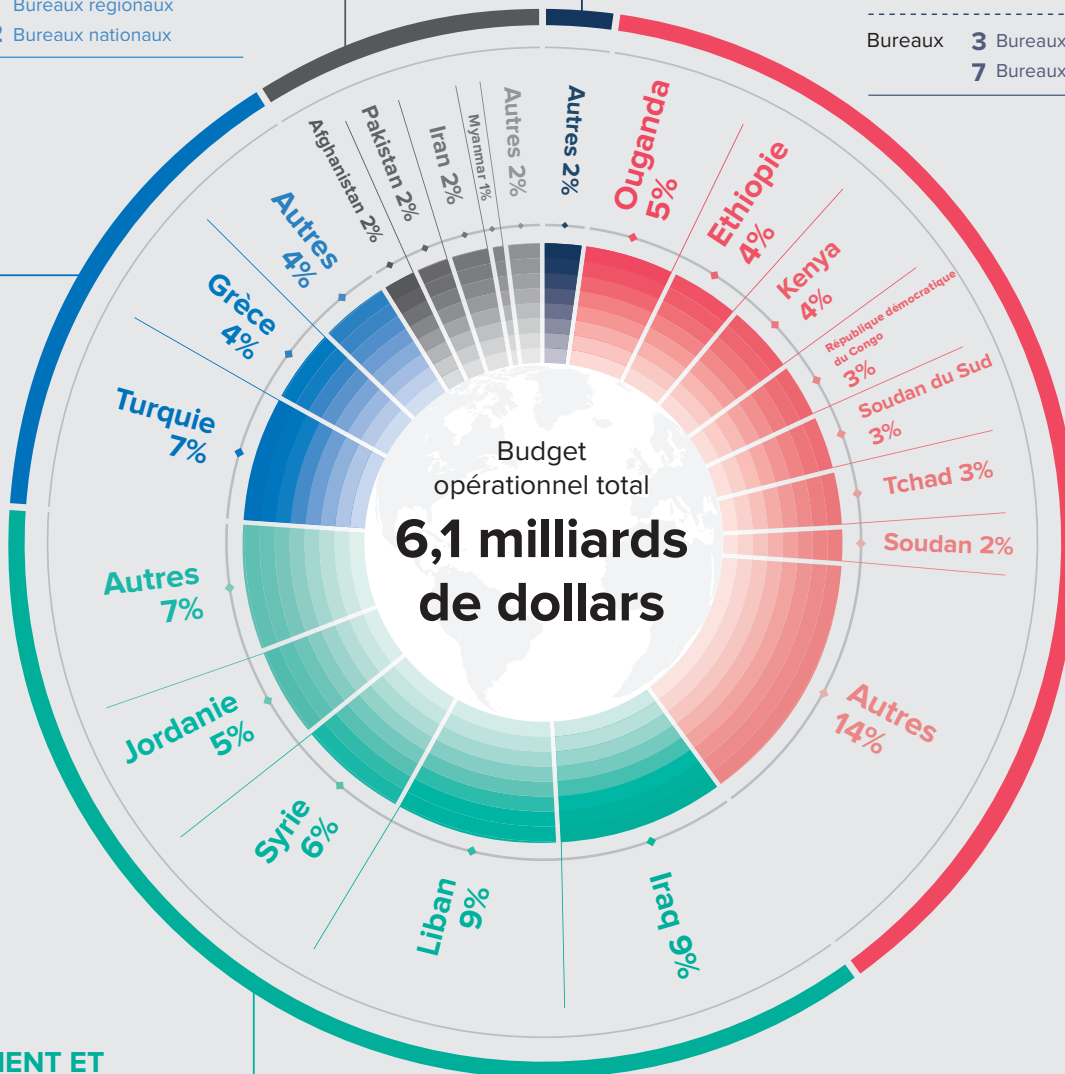 Bureaux régionaux
2 Bureaux nationaux
Bureaux 3 Bureaux
7 Bureaux
Autres 2%
Ouganda
5%
Ethiopie
4%
Kenya
4%
République démocratique
du Congo
3%
Soudan du Sud
3%
Tchad 3%
Soudan 2%
Autres
14%
Iraq 9%
Liban
9%
Syrie
6%
Jordanie
5%
Autres
7%
Turquie
7%
Grèce
4%
Autres
4%
Afghanistan 2%
Pakistan 2%
Iran 2%
Myanmar 1%
Autres 2%
Budget
opérationnel total
6,1 milliards
de dollars
ENT ET